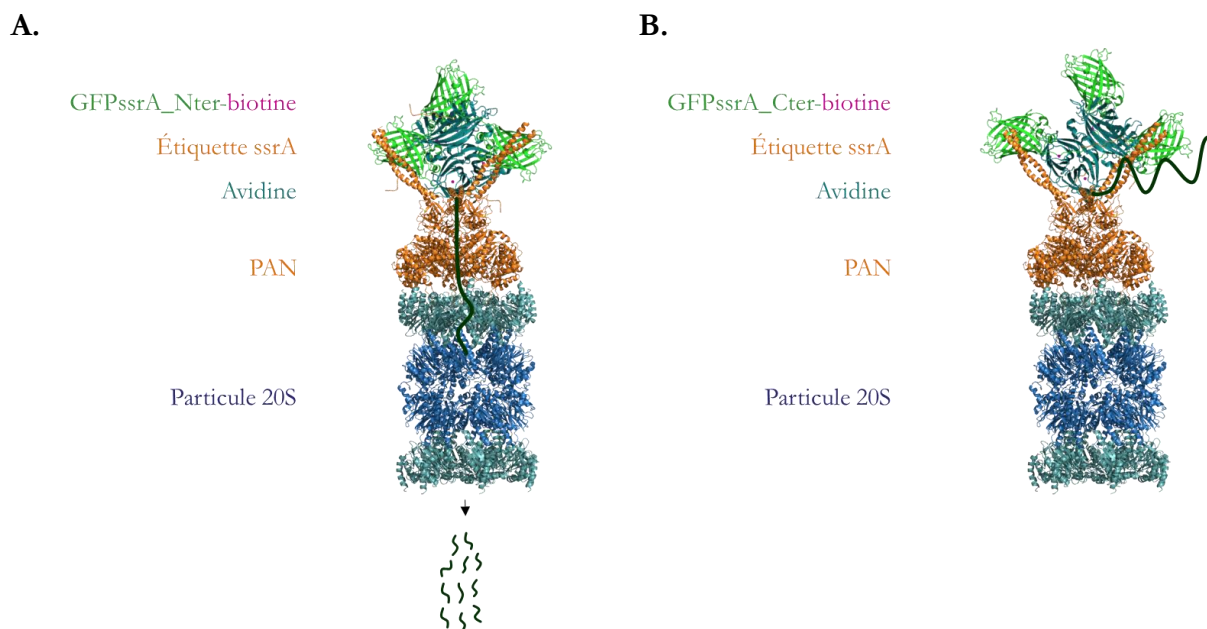 A.
GFPssrA_Nter-biotine
Étiquette ssrA
Avidine
PAN
Particule 20S
B.
GFPssrA_Cter-biotine
Étiquette ssrA
Avidine
PAN
Particule 20S